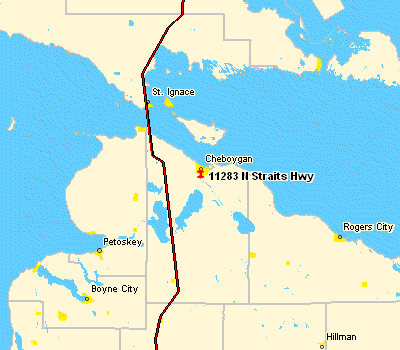 St. Ignace
Cheboygan
11283 N Straits Hwy
Rogers City
Petoskey
Boyne City
Hillman